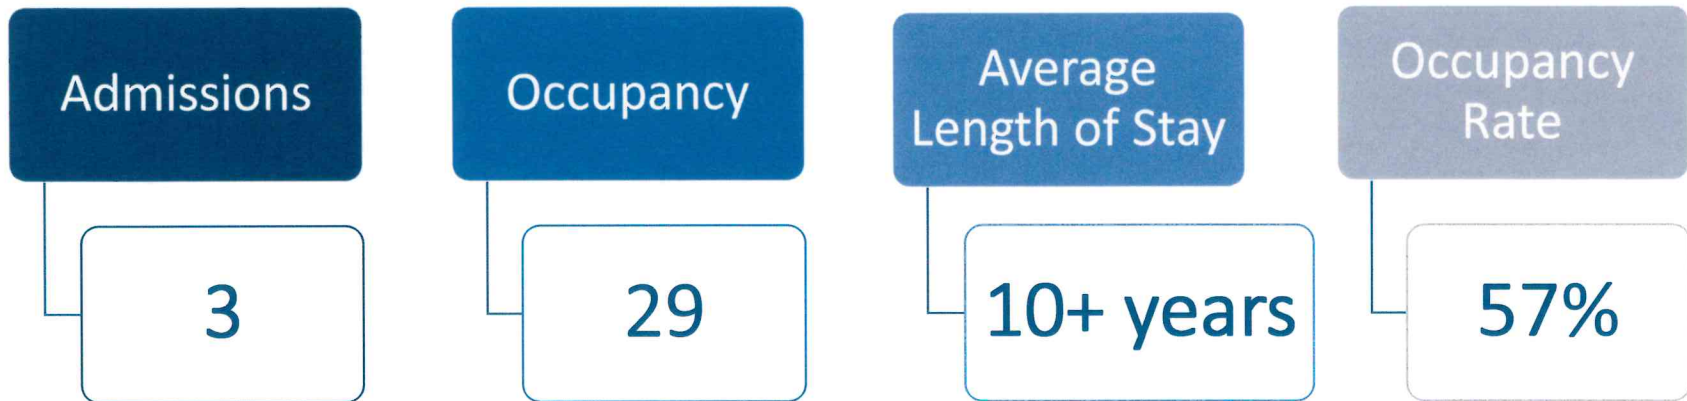 Admissions
3
Occupancy
29
Average
Length of Stay
10+ years
Occupancy
Rate
57%